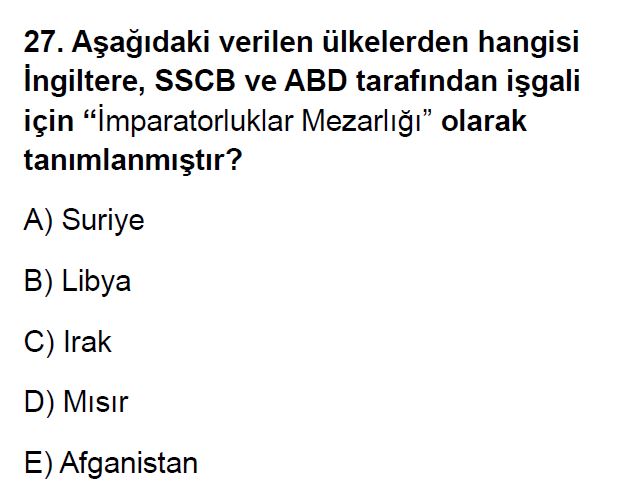 27. Aşağıdaki verilen ülkelerden hangisi
İngiltere, SSCB ve ABD tarafından işgali
için “İmparatorluklar Mezarlığı” olarak
tanımlanmıştır?
A) Suriye
B) Libya
C) Irak
D) Mısır
E) Afganistan